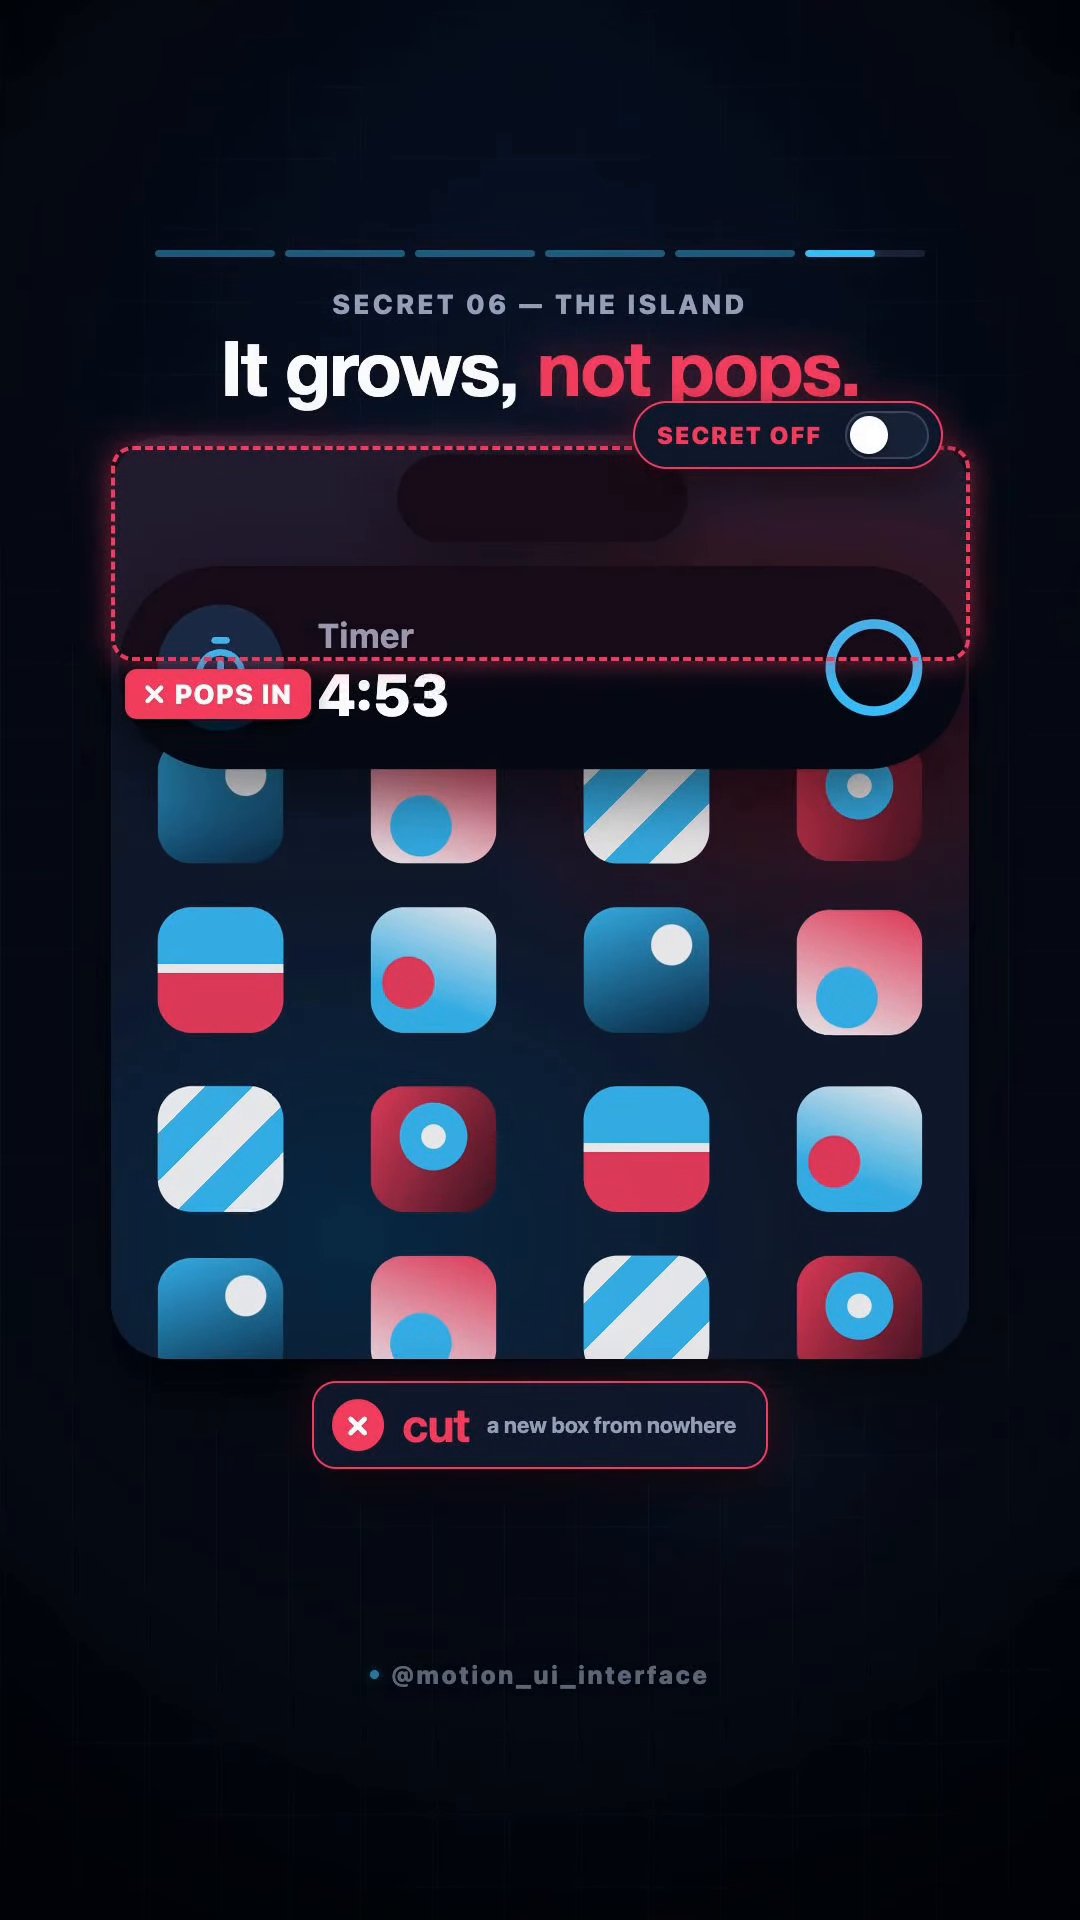 SECRET 06 — THE ISLAND
It grows, not pops.
SECRET OFF
Timer
POPS IN
4:53
cut a new box from nowhere
@motion_ui_interface